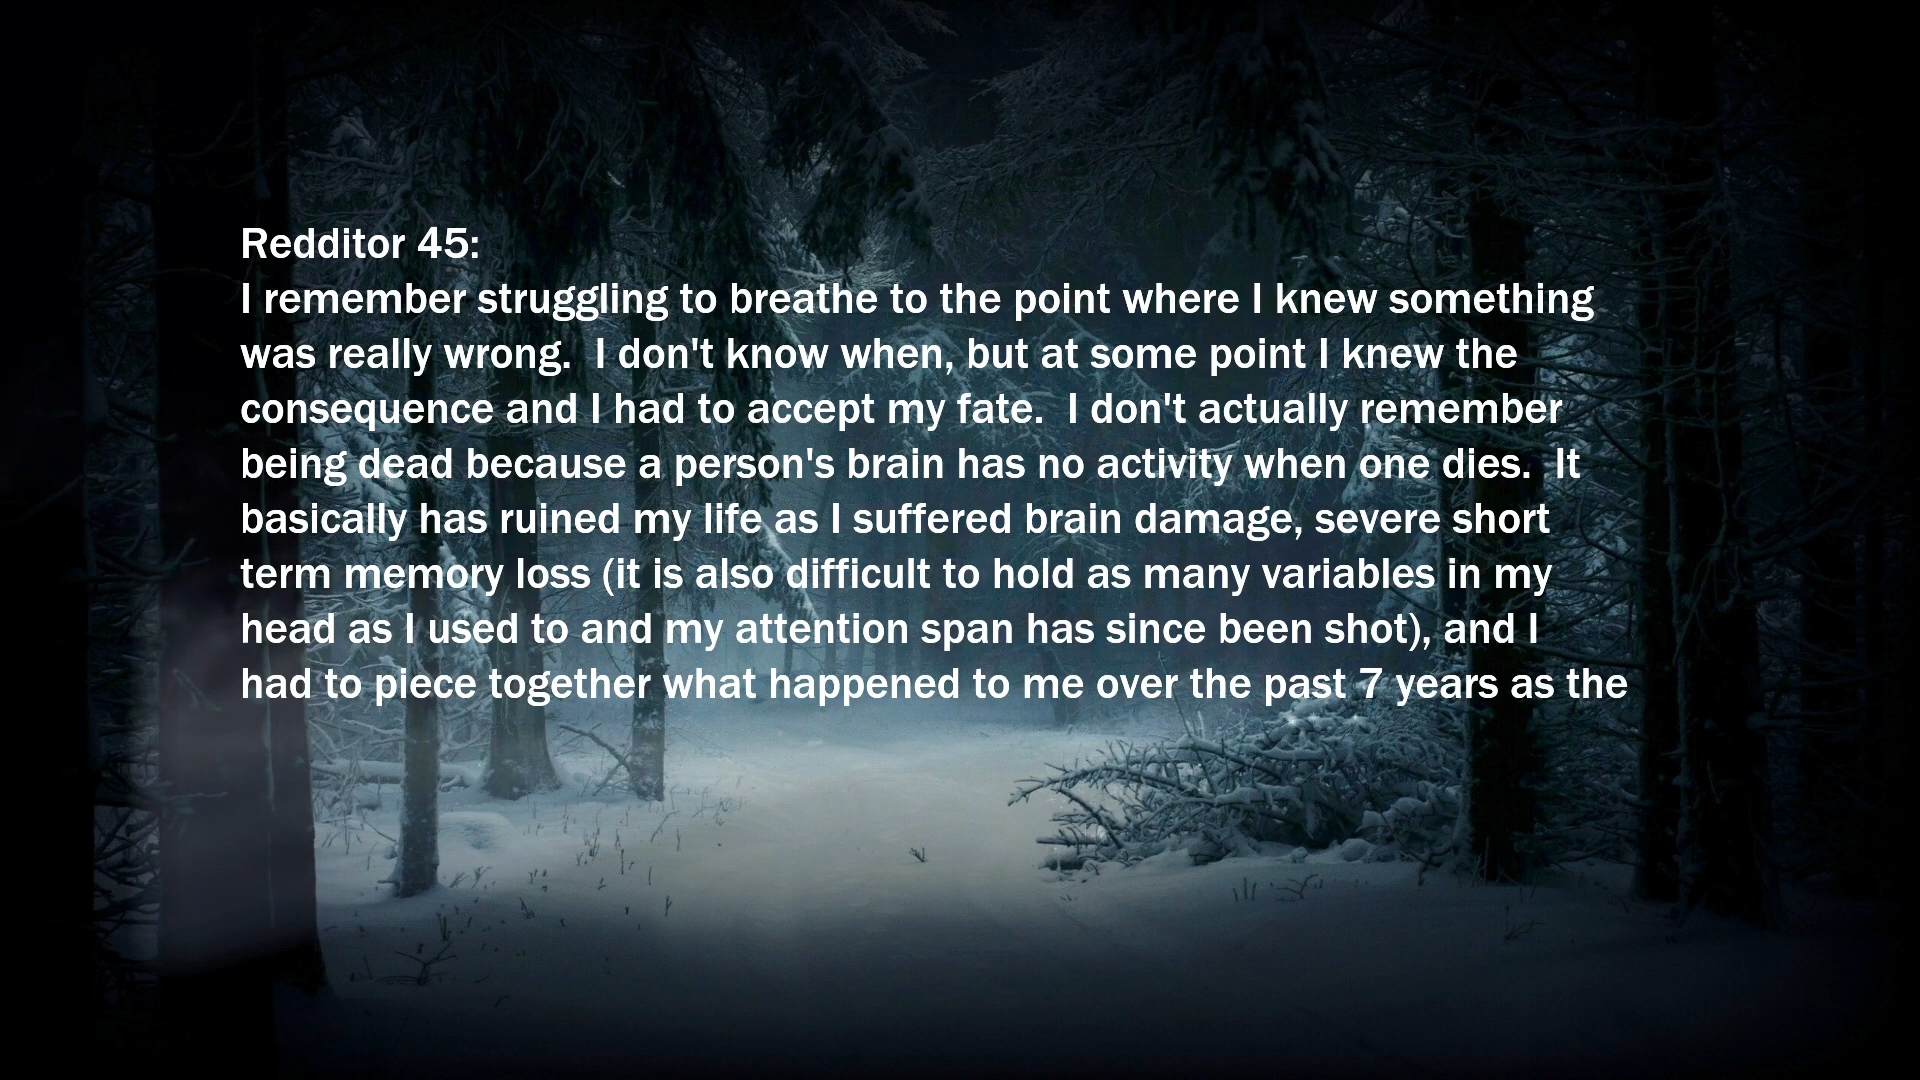 Redditor 45:
I remember struggling to breathe to the point where I knew something
was really wrong.  I don't know when, but at some point I knew the
consequence and I had to accept my fate.  I don't actually remember
being dead because a person's brain has no activity when one dies.  It
basically has ruined my life as I suffered brain damage, severe short
term memory loss (it is also difficult to hold as many variables in my
head as I used to and my attention span has since been shot), and I
had to piece together what happened to me over the past 7 years as the